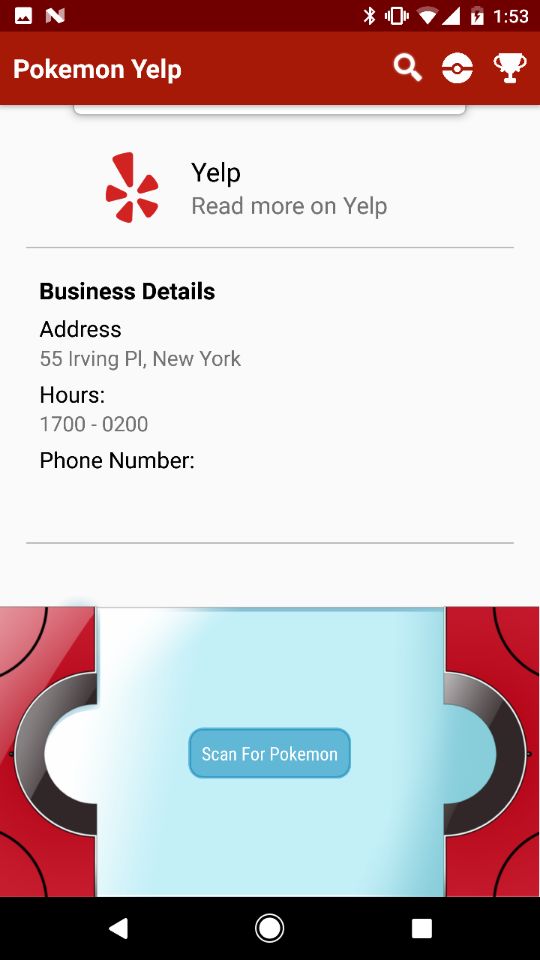 1:53
Pokemon Yelp
Yelp
Read more on Yelp
Business Details
Address
55 Irving Pl, New York
Hours:
1700 - 0200
Phone Number:
Scan For Pokemon